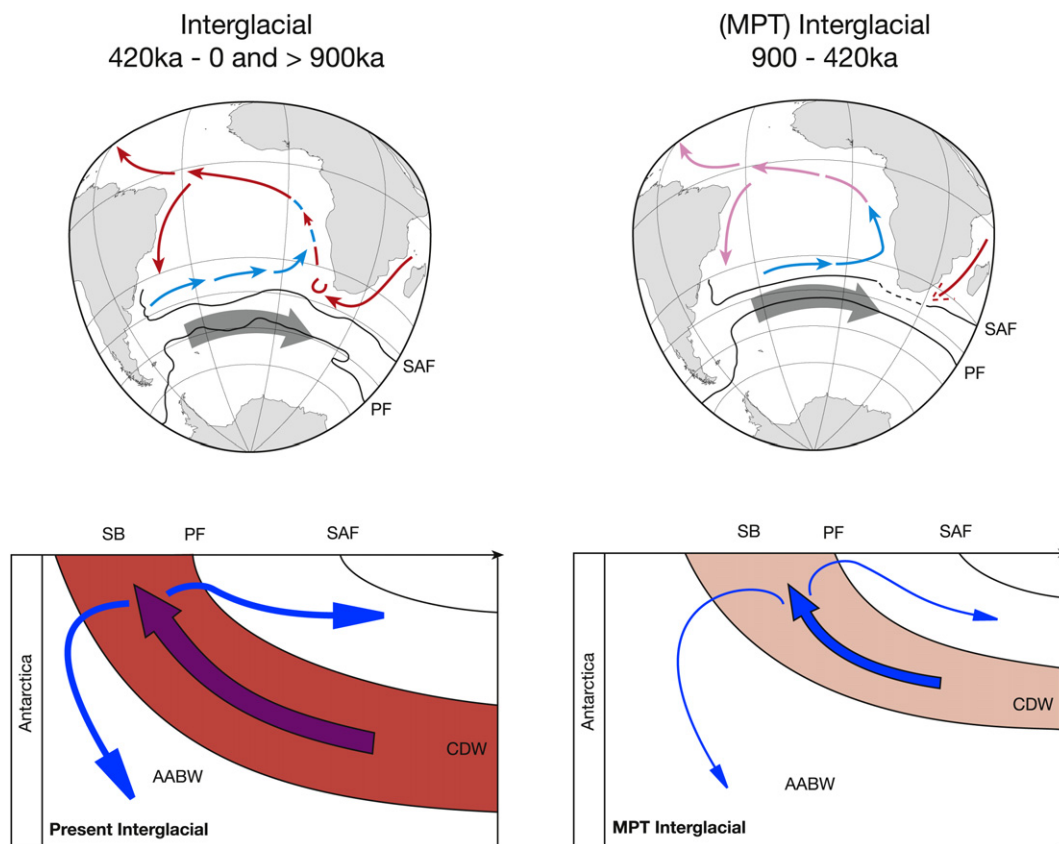 Interglacial
420ka - 0 and > 900ka
(MPT) Interglacial
900 - 420ka
SAF
PF
SAF
PF
SB PF SAF
Antarctica
CDW
AABW
Present Interglacial
SB PF SAF
Antarctica
CDW
AABW
MPT Interglacial